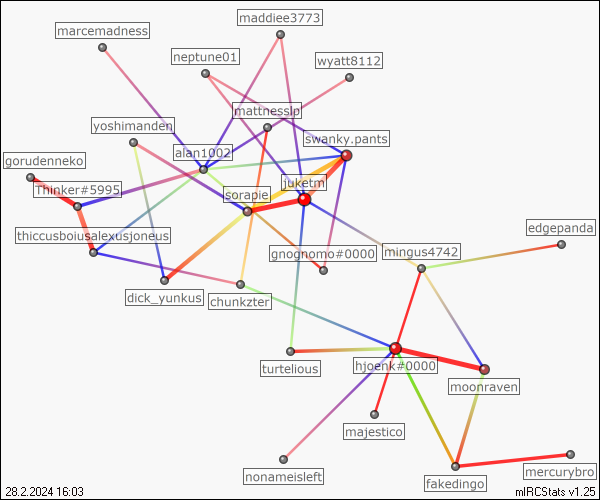 maddiee3773
marcemadness
neptune01
wyatt8112
matthesslp
yoshimanden
swanky.pants
alan1002
gorudenneko
Thinker#5995
juketm
sorapie
edgepanda
thiccusboiusalexusjoneus
gnognomo#0000
mingus4742
dick_yunkus
chunkzter
turtelious
hjoenk#0000
moonraven
majestico
mercurybro
nonameisleft
fakedingo
28.2.2024 16:03
mIRCStats v1.25